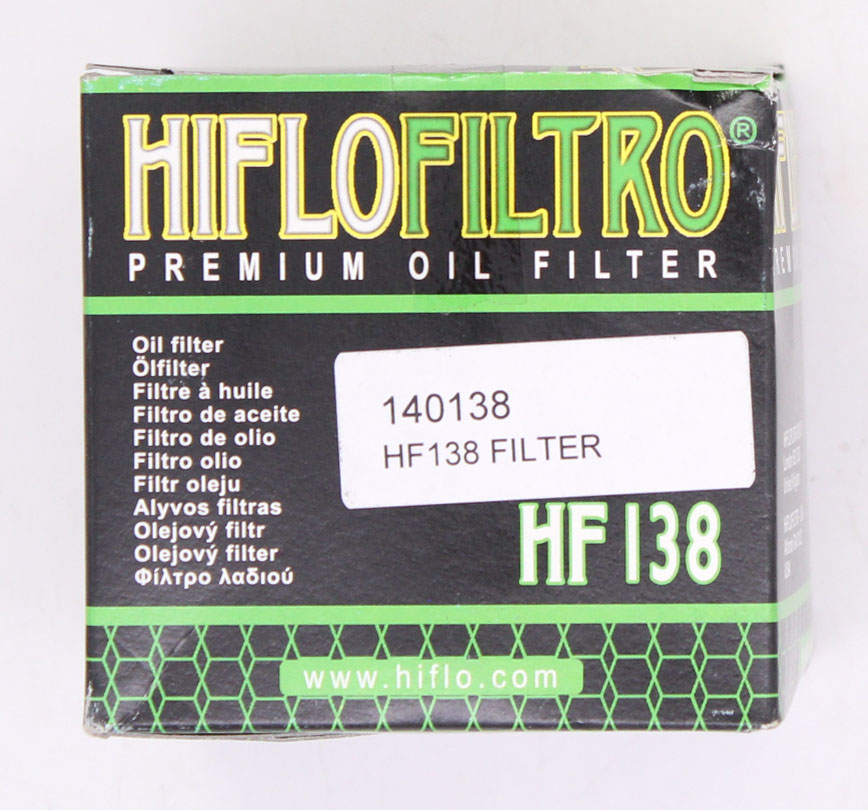 HIFLOFILTRO®
PREMIUM OIL FILTER
Oil filter
Ölfilter
Filtre à huile
Filtro de aceite
Filtro de olio
Filtro olio
Filtr oleju
Alyvos filtras
Olejový filtr
Olejový filter
Φίλτρο λαδιού
140138
HF138 FILTER
HF138
www.hiflo.com